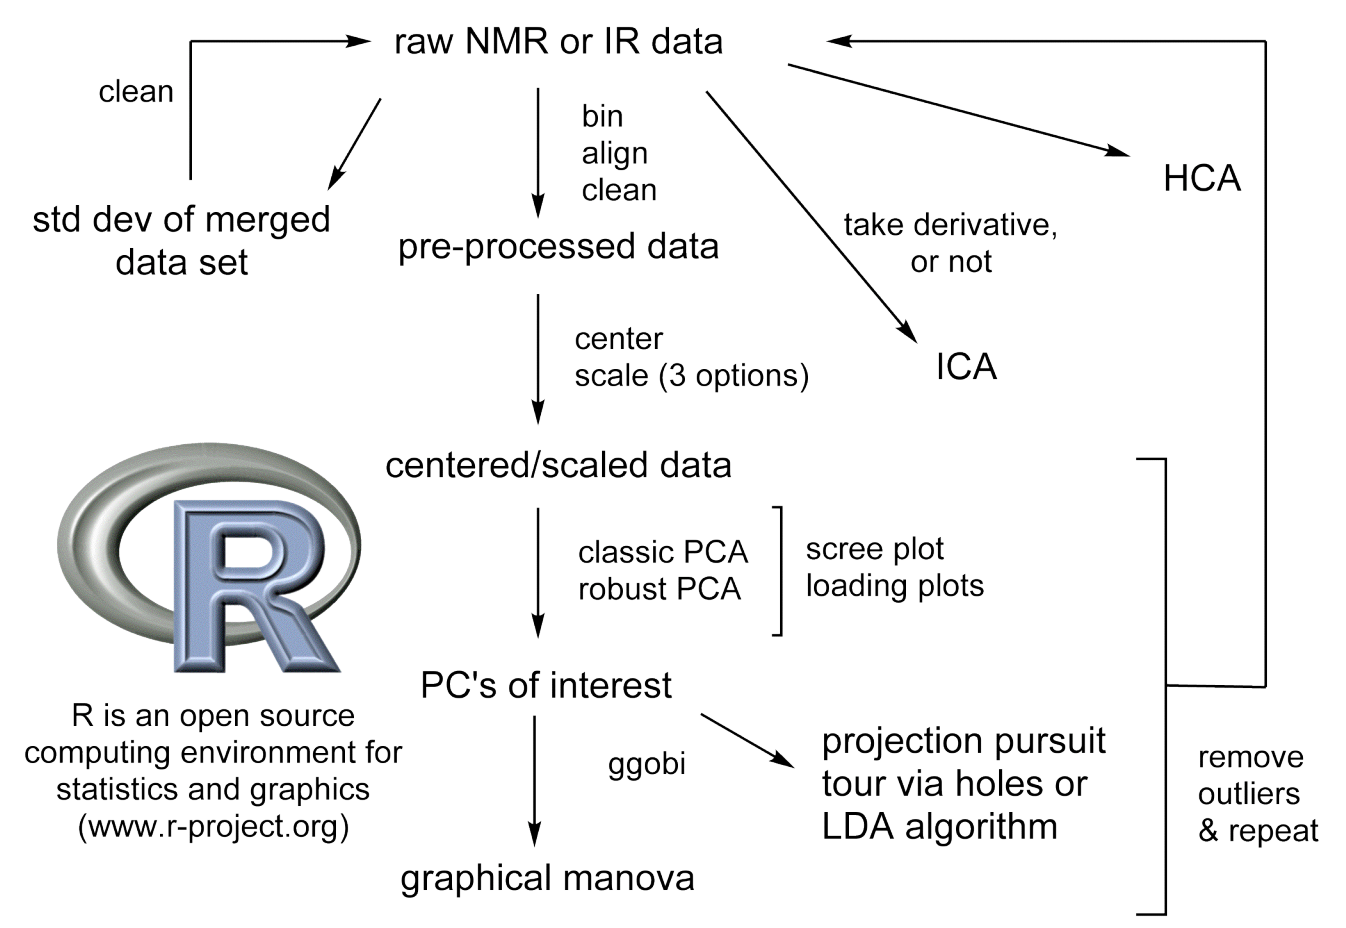 raw NMR or IR data
clean
bin
align
clean
HCA
std dev of merged
data set
take derivative,
or not
pre-processed data
center
scale (3 options)
ICA
centered/scaled data
classic PCA
robust PCA
scree plot
loading plots
R
PC's of interest
R is an open source
computing environment for
statistics and graphics
(www.r-project.org)
ggobi
projection pursuit
tour via holes or
LDA algorithm
remove
outliers
& repeat
graphical manova